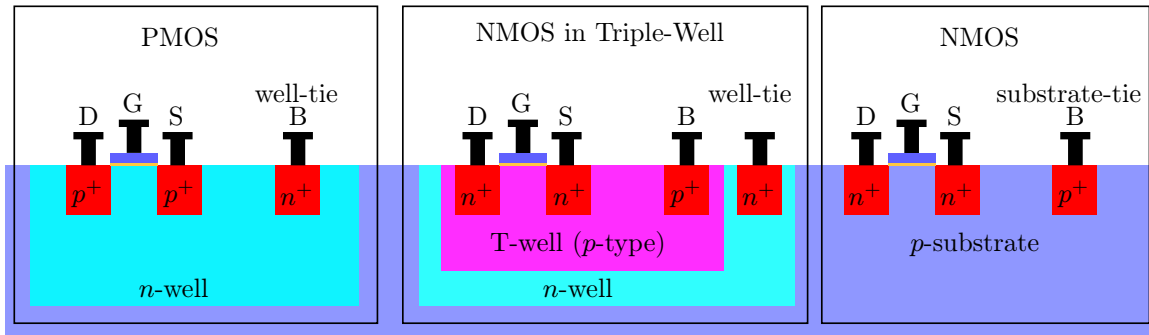 PMOS
well-tie
D G S B
p+ p+ n+
n-well
NMOS in Triple-Well
well-tie
D G S B
n+ n+ p+ n+
T-well (p-type)
n-well
NMOS
substrate-tie
D G S B
n+ n+ p+
p-substrate